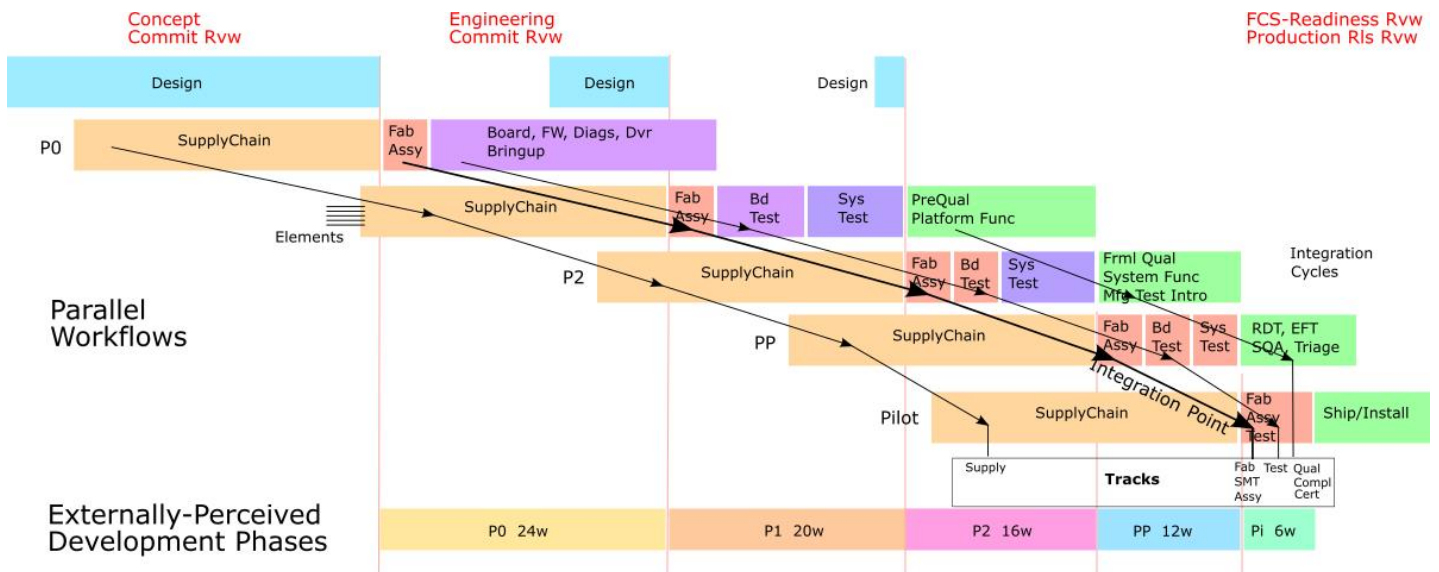 Concept
Commit Rvw
Engineering
Commit Rvw
FCS-Readiness Rvw
Production Rls Rvw
Design
Design
Design
P0
SupplyChain
Fab
Assy
Board, FW, Diags, Dvr
Bringup
Elements
SupplyChain
Fab
Assy
Bd
Test
Sys
Test
PreQual
Platform Func
P2
SupplyChain
Fab
Assy
Bd
Test
Sys
Test
Frml Qual
System Func
Mfg Test Intro
Integration
Cycles
Parallel
Workflows
PP
SupplyChain
Fab
Assy
Bd
Test
Sys
Test
RDT, EFT
SQA, Triage
Integration Point
Pilot
SupplyChain
Fab
Assy
Test
Ship/Install
Supply
Tracks
Fab
SMT
Assy
Test
Qual
Compl
Cert
Externally-Perceived
Development Phases
P0 24w
P1 20w
P2 16w
PP 12w
Pi 6w